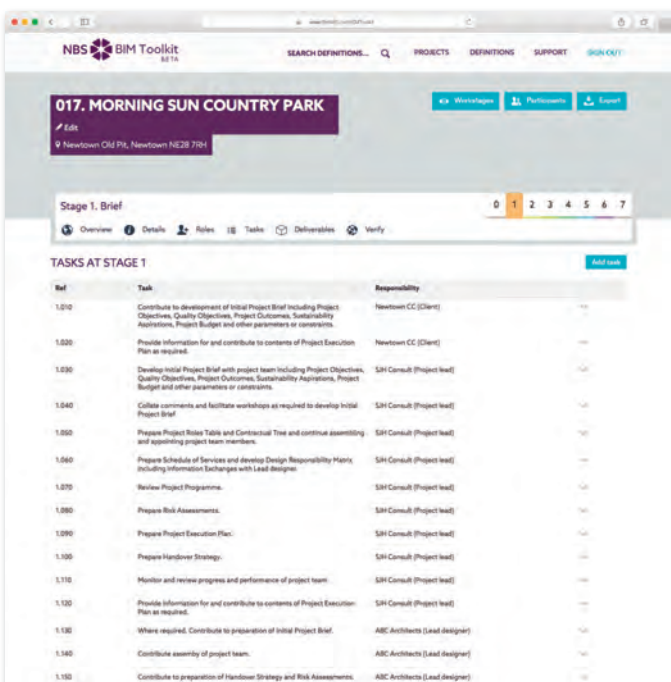 NBS BIM Toolkit
BETA
SEARCH DEFINITIONS... PROJECTS DEFINITIONS SUPPORT SIGN OUT
017. MORNING SUN COUNTRY PARK
Edit
Newtown Old Pit, Newtown NE28 7RH
Workstages Participants Export
Stage 1. Brief
0 1 2 3 4 5 6 7
Overview Details Roles Tasks Deliverables Verify
TASKS AT STAGE 1
Add task
Ref Task Responsibility
1.010 Contribute to development of Initial Project Brief including Project Newtown CC (Client)
Objectives, Quality Objectives, Project Outcomes, Sustainability
Aspirations, Project Budget and other parameters or constraints.
1.020 Provide information for and contribute to contents of Project Execution Newtown CC (Client)
Plan as required.
1.030 Develop Initial Project Brief with project team including Project Objectives, SJH Consult (Project lead)
Quality Objectives, Project Outcomes, Sustainability Aspirations, Project
Budget and other parameters or constraints.
1.040 Collate comments and facilitate workshops as required to develop Initial SJH Consult (Project lead)
Project Brief
1.050 Prepare Project Roles Table and Contractual Tree and continue assembling SJH Consult (Project lead)
and appointing project team members.
1.060 Prepare Schedule of Services and develop Design Responsibility Matrix SJH Consult (Project lead)
including Information Exchanges with Lead designer.
1.070 Review Project Programme. SJH Consult (Project lead)
1.080 Prepare Risk Assessments. SJH Consult (Project lead)
1.090 Prepare Project Execution Plan. SJH Consult (Project lead)
1.100 Prepare Handover Strategy. SJH Consult (Project lead)
1.110 Monitor and review progress and performance of project team. SJH Consult (Project lead)
1.120 Provide information for and contribute to contents of Project Execution SJH Consult (Project lead)
Plan as required.
1.130 Where required. Contribute to preparation of Initial Project Brief. ABC Architects (Lead designer)
1.140 Contribute assemby of project team. ABC Architects (Lead designer)
1.150 Contribute to preparation of Handover Strategy and Risk Assessments. ABC Architects (Lead designer)